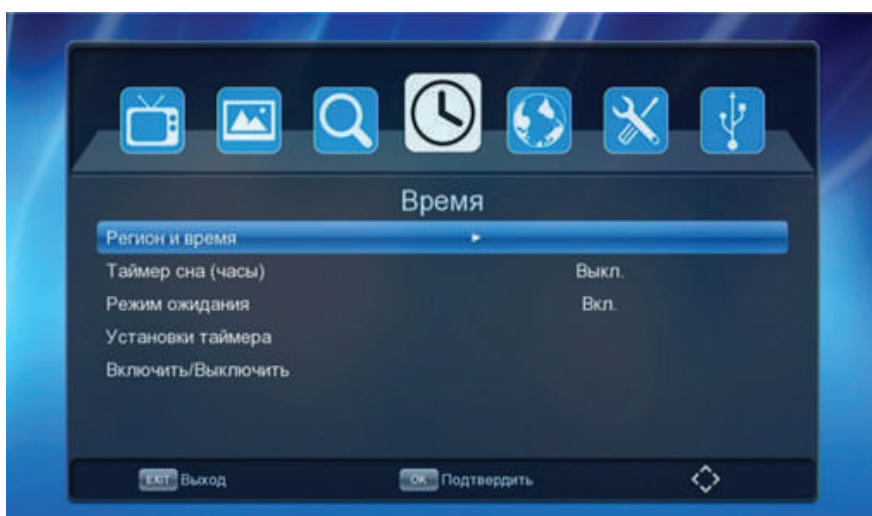 Время
Регион и время
Таймер сна (часы) Выкл.
Режим ожидания Вкл.
Установки таймера
Включить/Выключить
EXIT Выход OK Подтвердить